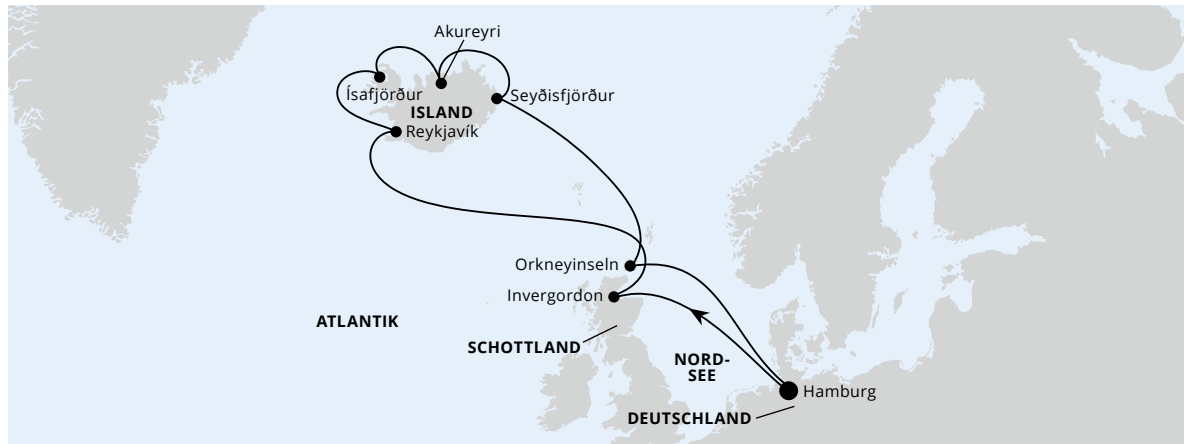 Akureyri
Ísafjörður
Seyðisfjörður
ISLAND
Reykjavík
Orkneyinseln
Invergordon
ATLANTIK
SCHOTTLAND
NORD-
SEE
Hamburg
DEUTSCHLAND